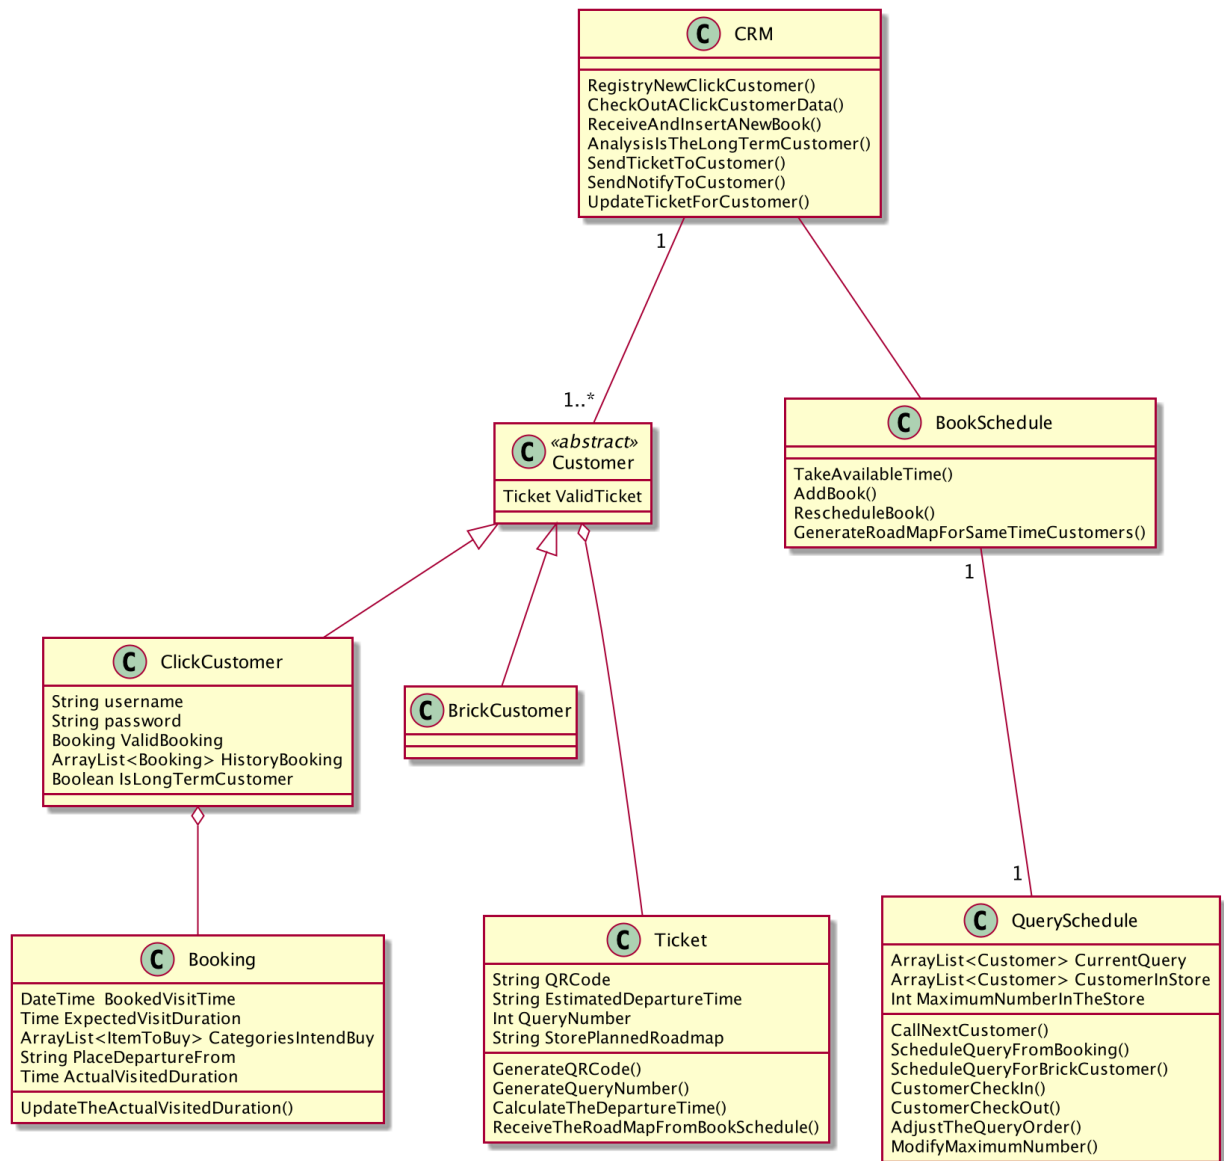 C CRM
RegistryNewClickCustomer()
CheckOutAClickCustomerData()
ReceiveAndInsertANewBook()
AnalysisIsTheLongTermCustomer()
SendTicketToCustomer()
SendNotifyToCustomer()
UpdateTicketForCustomer()
1
1..*
C «abstract»
Customer
Ticket ValidTicket
C BookSchedule
TakeAvailableTime()
AddBook()
RescheduleBook()
GenerateRoadMapForSameTimeCustomers()
1
1
C ClickCustomer
String username
String password
Booking ValidBooking
ArrayList<Booking> HistoryBooking
Boolean IsLongTermCustomer
C BrickCustomer
C Booking
DateTime  BookedVisitTime
Time ExpectedVisitDuration
ArrayList<ItemToBuy> CategoriesIntendBuy
String PlaceDepartureFrom
Time ActualVisitedDuration
UpdateTheActualVisitedDuration()
C Ticket
String QRCode
String EstimatedDepartureTime
Int QueryNumber
String StorePlannedRoadmap
GenerateQRCode()
GenerateQueryNumber()
CalculateTheDepartureTime()
ReceiveTheRoadMapFromBookSchedule()
C QuerySchedule
ArrayList<Customer> CurrentQuery
ArrayList<Customer> CustomerInStore
Int MaximumNumberInTheStore
CallNextCustomer()
ScheduleQueryFromBooking()
ScheduleQueryForBrickCustomer()
CustomerCheckIn()
CustomerCheckOut()
AdjustTheQueryOrder()
ModifyMaximumNumber()